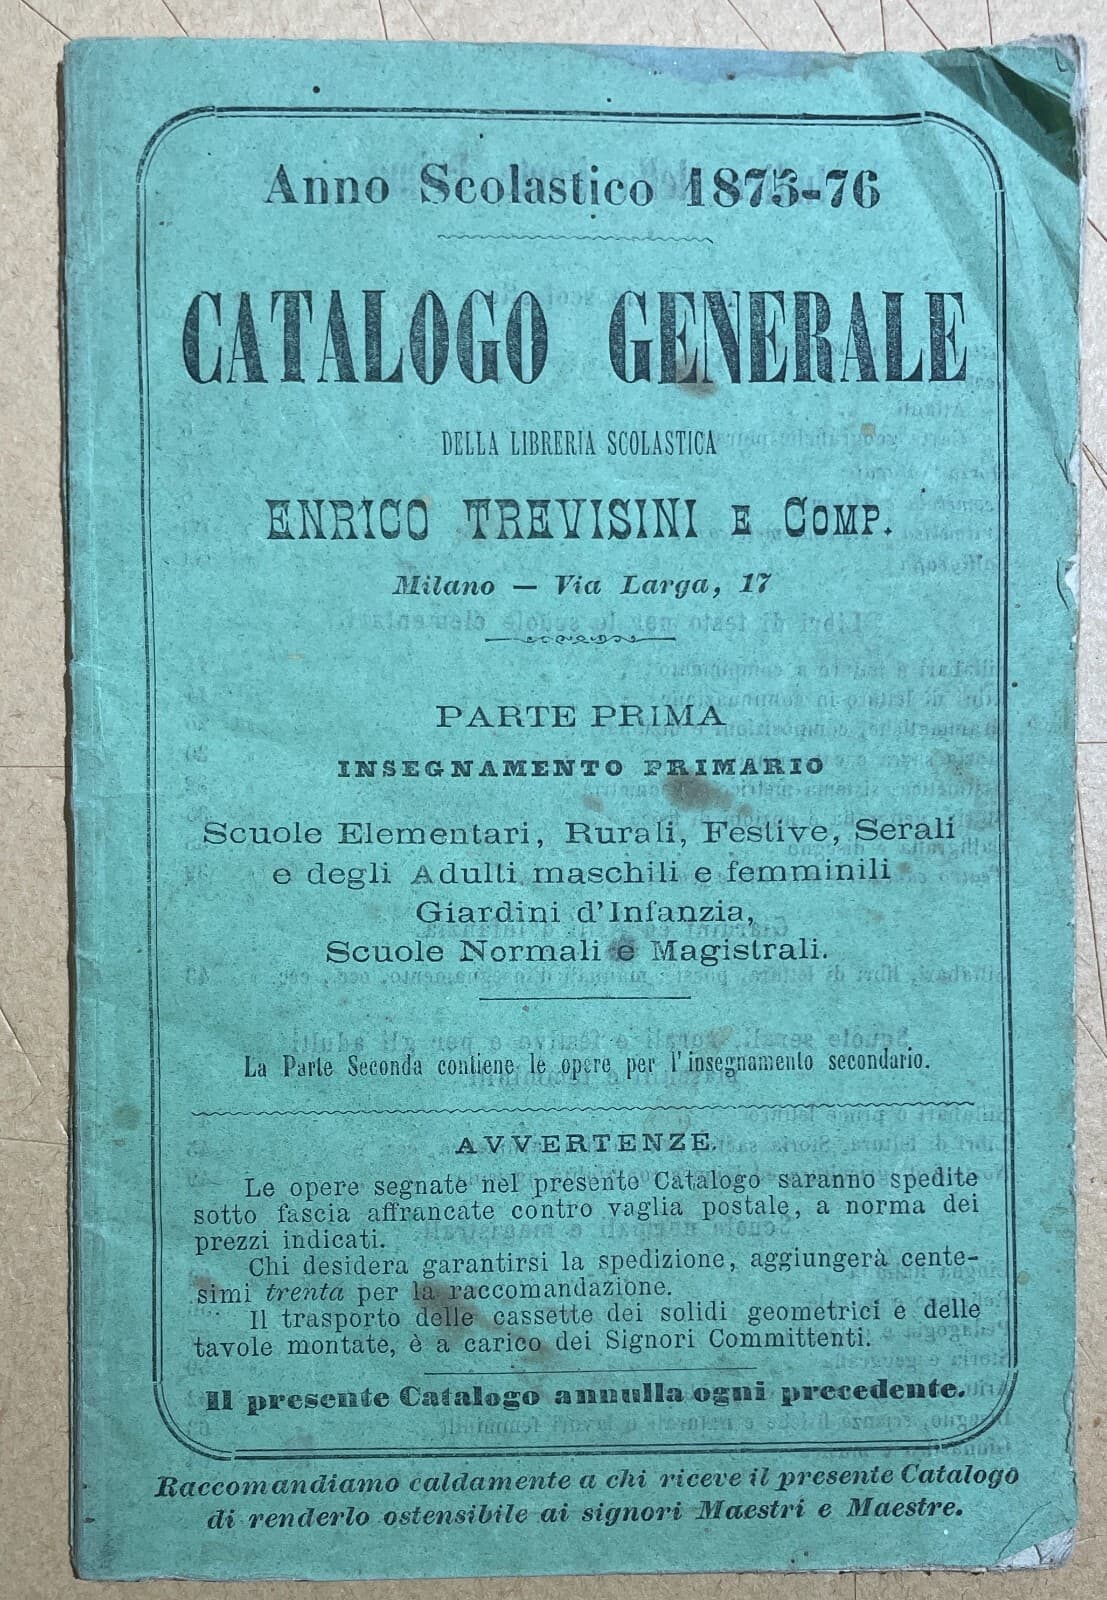 Anno Scolastico 1875-76
CATALOGO GENERALE
DELLA LIBRERIA SCOLASTICA
ENRICO TREVISINI E COMP.
Milano — Via Larga, 17
PARTE PRIMA
INSEGNAMENTO PRIMARIO
Scuole Elementari, Rurali, Festive, Serali
e degli Adulti maschili e femminili
Giardini d'Infanzia,
Scuole Normali e Magistrali.
La Parte Seconda contiene le opere per l'insegnamento secondario.
AVVERTENZE.
Le opere segnate nel presente Catalogo saranno spedite
sotto fascia affrancate contro vaglia postale, a norma dei
prezzi indicati.
Chi desidera garantirsi la spedizione, aggiungerà cente-
simi trenta per la raccomandazione.
Il trasporto delle cassette dei solidi geometrici e delle
tavole montate, è a carico dei Signori Committenti.
Il presente Catalogo annulla ogni precedente.
Raccomandiamo caldamente a chi riceve il presente Catalogo
di renderlo ostensibile ai signori Maestri e Maestre.